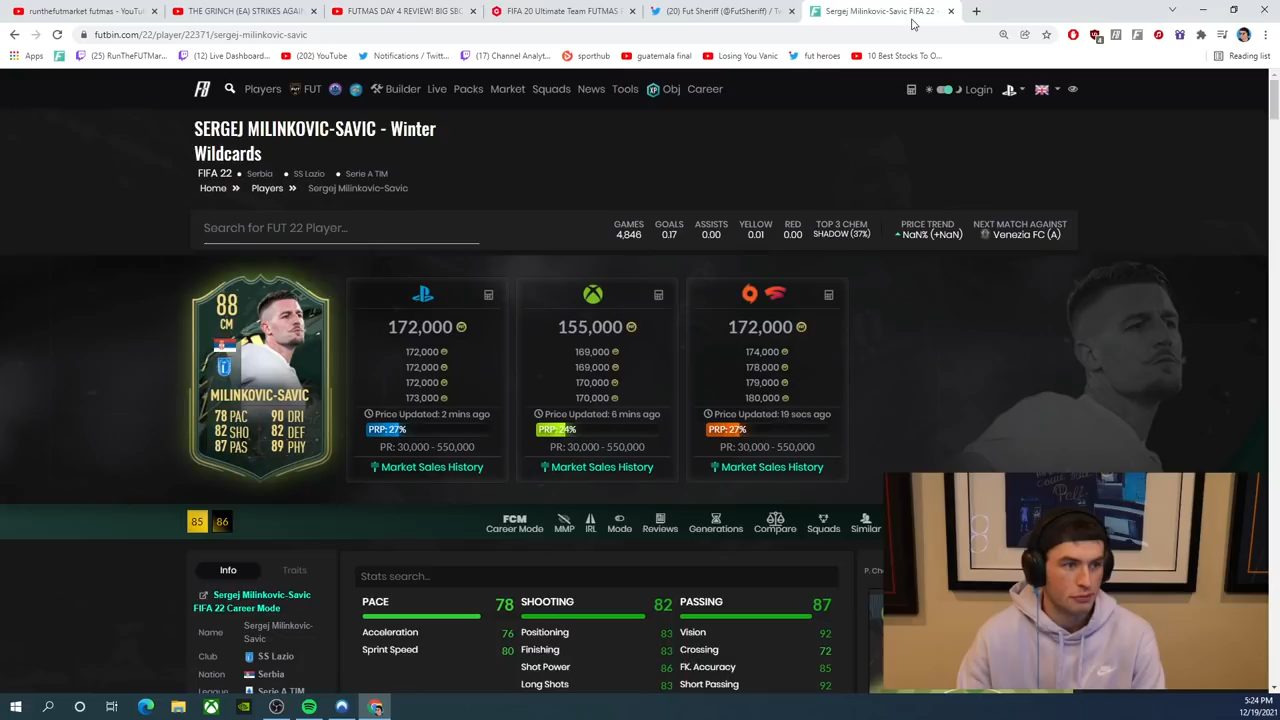 runthefutmarket futmas - YouTu
THE GRINCH (EA) STRIKES AGAIN
FUTMAS DAY 4 REVIEW! BIG SBC
FIFA 20 Ultimate Team FUTMAS F
(20) Fut Sheriff (@FutSheriff) / Tw
Sergej Milinkovic-Savic FIFA 22 -
futbin.com/22/player/22371/sergej-milinkovic-savic
Apps
(25) RunTheFUTMar...
(12) Live Dashboard...
(202) YouTube
Notifications / Twitt...
(17) Channel Analyt...
sporthub
guatemala final
Losing You Vanic
fut heroes
10 Best Stocks To O...
Reading list
Players
FUT
Builder
Live
Packs
Market
Squads
News
Tools
Obj
Career
Login
SERGEJ MILINKOVIC-SAVIC - Winter
Wildcards
FIFA 22 • Serbia • SS Lazio • Serie A TIM
Home » Players » Sergej Milinkovic-Savic
Search for FUT 22 Player...
GAMES GOALS ASSISTS YELLOW RED TOP 3 CHEM PRICE TREND NEXT MATCH AGAINST
4,846 0.17 0.00 0.01 0.00 SHADOW (37%) NaN% (+NaN) Venezia FC (A)
88
CM
MILINKOVIC-SAVIC
78 PAC 90 DRI
82 SHO 82 DEF
87 PAS 89 PHY
172,000
172,000
172,000
172,000
173,000
Price Updated: 2 mins ago
PRP: 27%
PR: 30,000 - 550,000
Market Sales History
155,000
169,000
169,000
170,000
170,000
Price Updated: 6 mins ago
PRP: 24%
PR: 30,000 - 550,000
Market Sales History
172,000
174,000
178,000
179,000
180,000
Price Updated: 19 secs ago
PRP: 27%
PR: 30,000 - 550,000
Market Sales History
85 86
FCM
Career Mode
MMP
RL
Mode
Reviews
Generations
Compare
Squads
Similar
Info
Traits
Sergej Milinkovic-Savic
FIFA 22 Career Mode
Name Sergej Milinkovic-
Savic
Club SS Lazio
Nation Serbia
League Serie A TIM
Stats search...
PACE 78
Acceleration 76
Sprint Speed 80
SHOOTING 82
Positioning 83
Finishing 83
Shot Power 86
Long Shots 83
PASSING 87
Vision 92
Crossing 72
FK. Accuracy 85
Short Passing 92
5:24 PM
12/19/2021